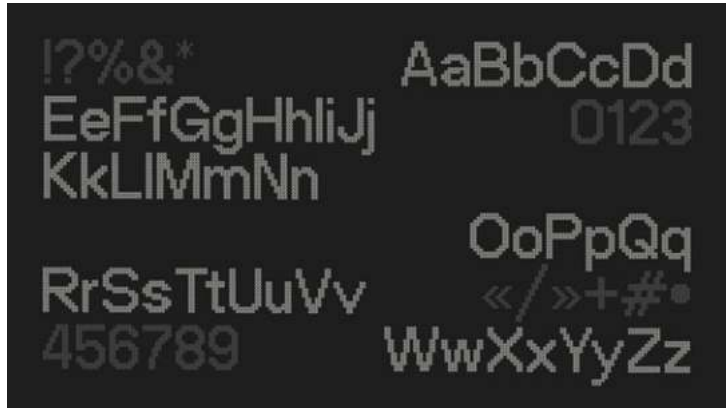 !?%&*
AaBbCcDd
EeFfGgHhIiJj
0123
KkLlMmNn
OoPpQq
RrSsTtUuVv
«/»+#•
456789
WwXxYyZz